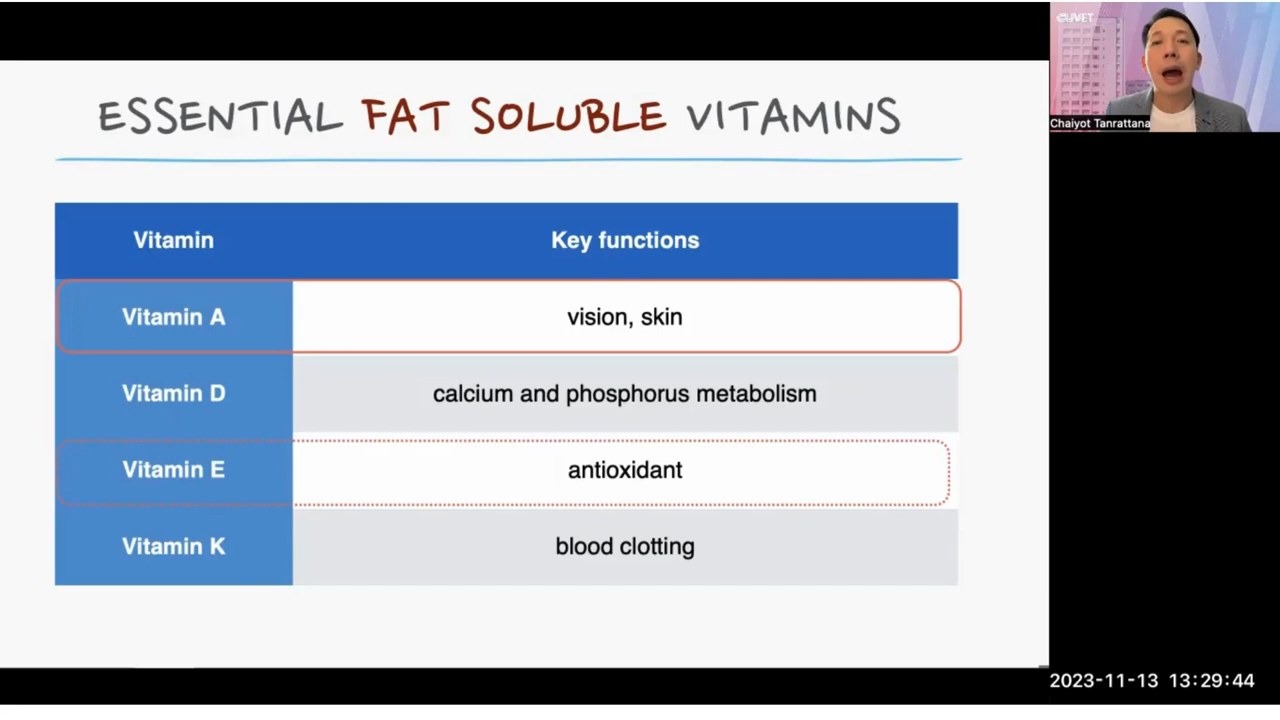 ESSENTIAL FAT SOLUBLE VITAMINS
Vitamin Key functions
Vitamin A vision, skin
Vitamin D calcium and phosphorus metabolism
Vitamin E antioxidant
Vitamin K blood clotting
CUVET
Chaiyot Tanrattana
2023-11-13 13:29:44